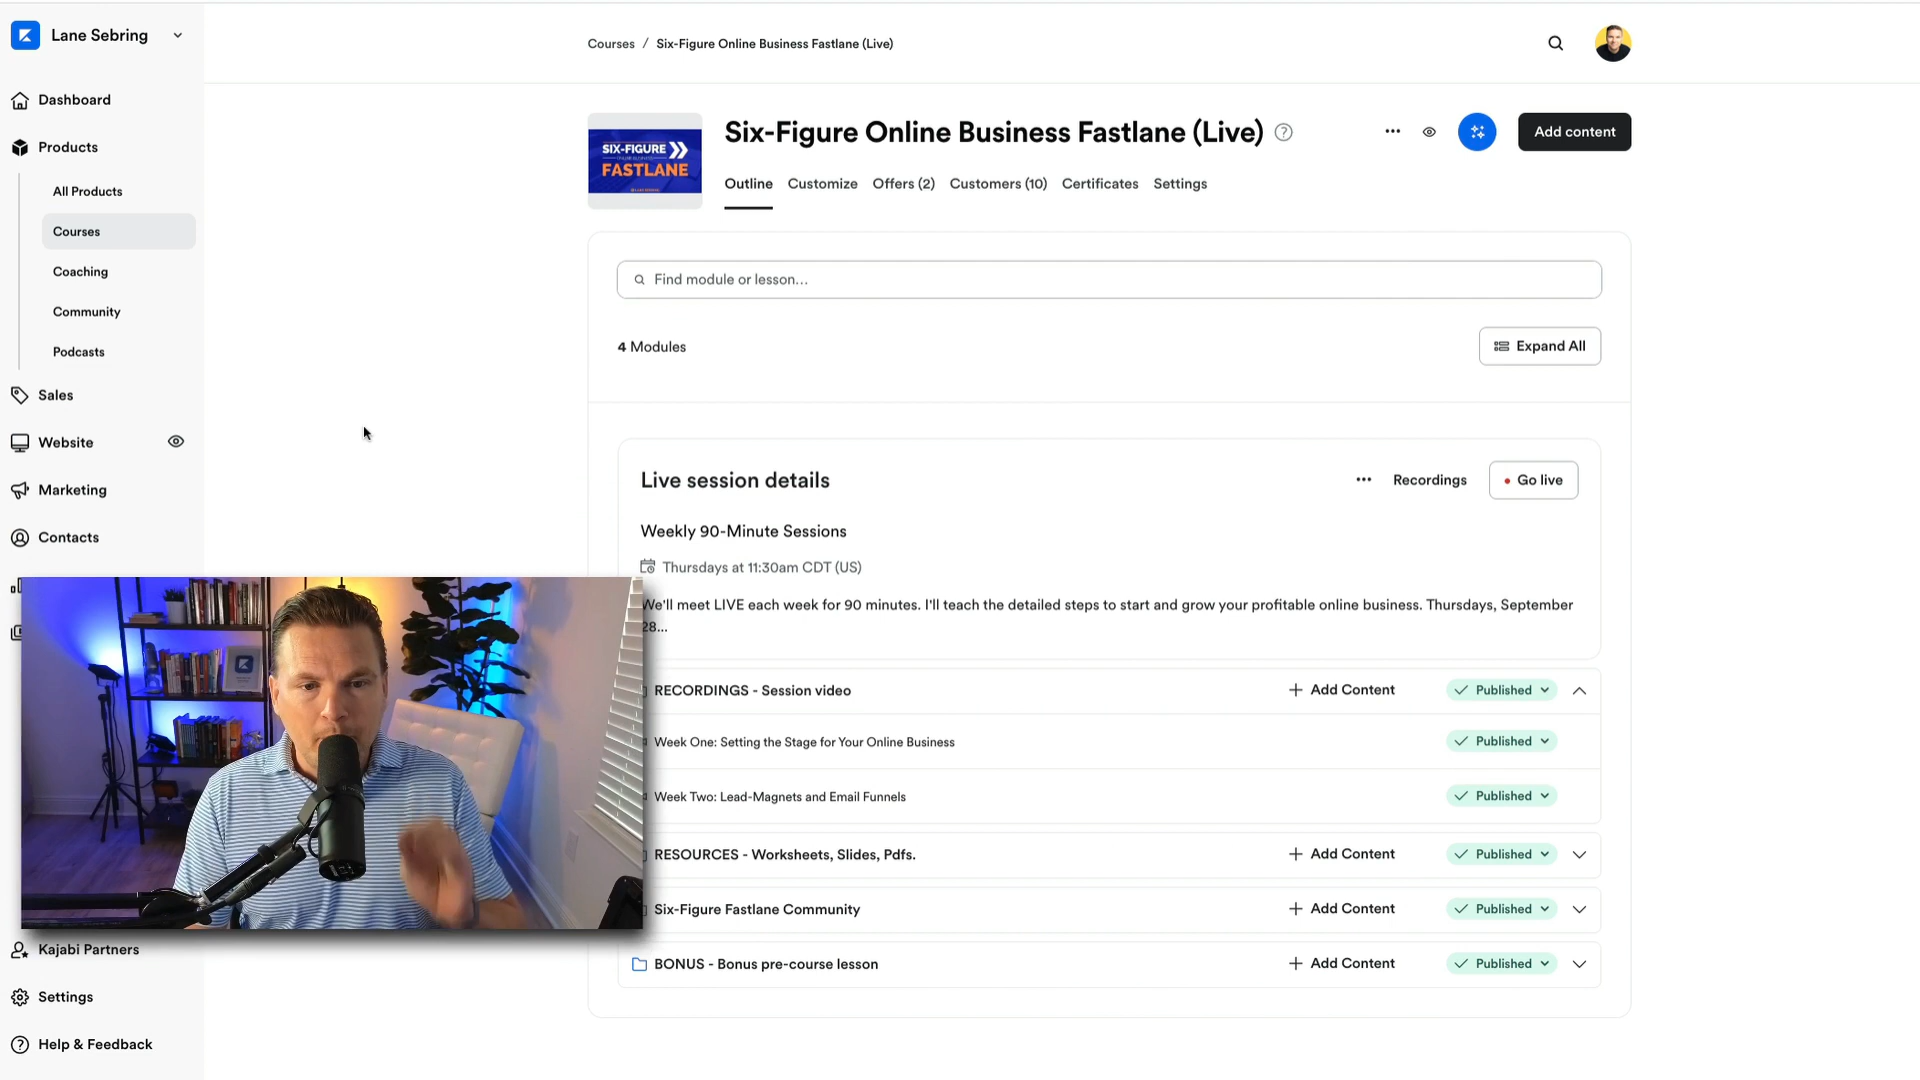 Lane Sebring
Courses / Six-Figure Online Business Fastlane (Live)
Dashboard
Products
All Products
Courses
Coaching
Community
Podcasts
Sales
Website
Marketing
Contacts
Kajabi Partners
Settings
Help & Feedback
SIX-FIGURE
FASTLANE
Six-Figure Online Business Fastlane (Live)
Add content
Outline Customize Offers (2) Customers (10) Certificates Settings
Find module or lesson...
4 Modules
Expand All
Live session details
Recordings
Go live
Weekly 90-Minute Sessions
Thursdays at 11:30am CDT (US)
We'll meet LIVE each week for 90 minutes. I'll teach the detailed steps to start and grow your profitable online business. Thursdays, September
28...
RECORDINGS - Session video + Add Content Published
Week One: Setting the Stage for Your Online Business Published
Week Two: Lead-Magnets and Email Funnels Published
RESOURCES - Worksheets, Slides, Pdfs. + Add Content Published
Six-Figure Fastlane Community + Add Content Published
BONUS - Bonus pre-course lesson + Add Content Published